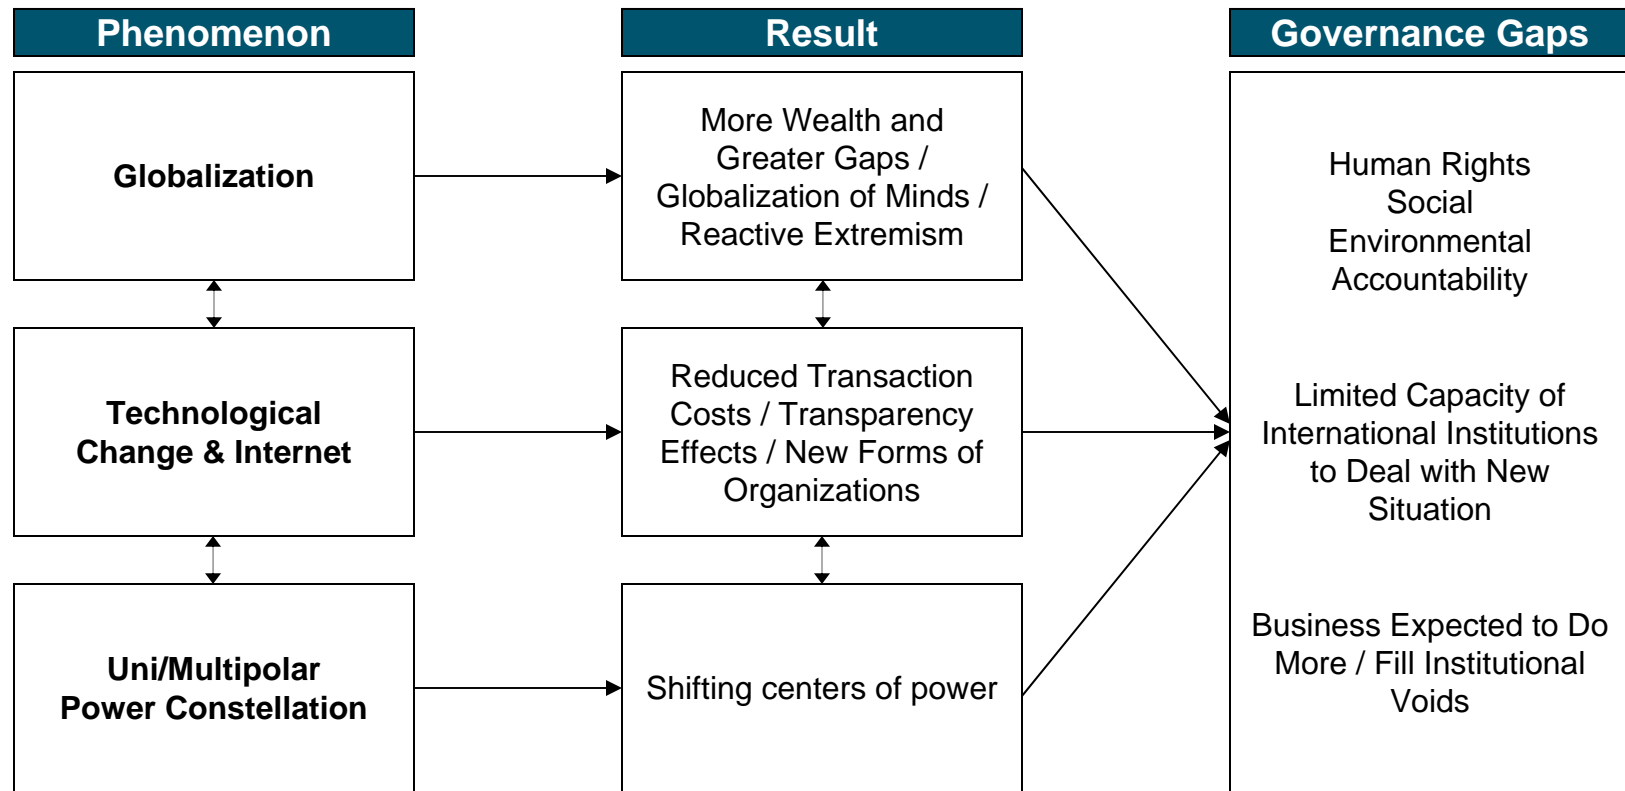 Phenomenon
Result
Governance Gaps
Globalization
More Wealth and
Greater Gaps /
Globalization of Minds /
Reactive Extremism
Human Rights
Social
Environmental
Accountability
Technological
Change & Internet
Reduced Transaction
Costs / Transparency
Effects / New Forms of
Organizations
Limited Capacity of
International Institutions
to Deal with New
Situation
Uni/Multipolar
Power Constellation
Shifting centers of power
Business Expected to Do
More / Fill Institutional
Voids